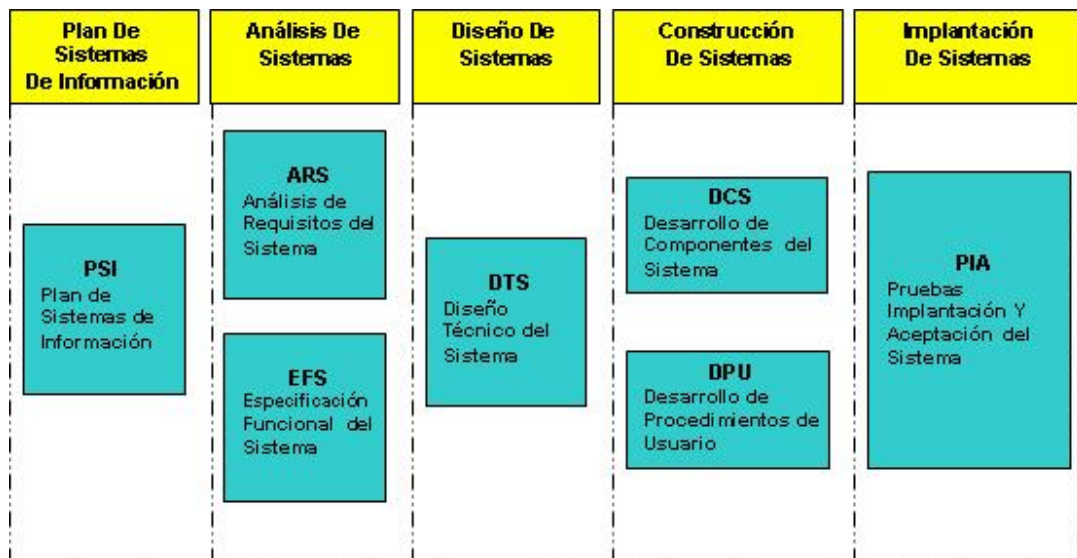 Plan De
Sistemas
De Información
Análisis De
Sistemas
Diseño De
Sistemas
Construcción
De Sistemas
Implantación
De Sistemas
PSI
Plan de
Sistemas de
Información
ARS
Análisis de
Requisitos del
Sistema
EFS
Especificación
Funcional del
Sistema
DTS
Diseño
Técnico del
Sistema
DCS
Desarrollo de
Componentes del
Sistema
DPU
Desarrollo de
Procedimientos de
Usuario
PIA
Pruebas
Implantación Y
Aceptación del
Sistema